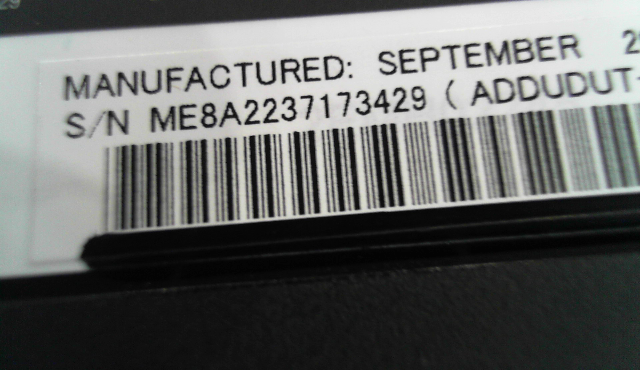 MANUFACTURED: SEPTEMBER
S/N ME8A2237173429 ( ADDUDUT